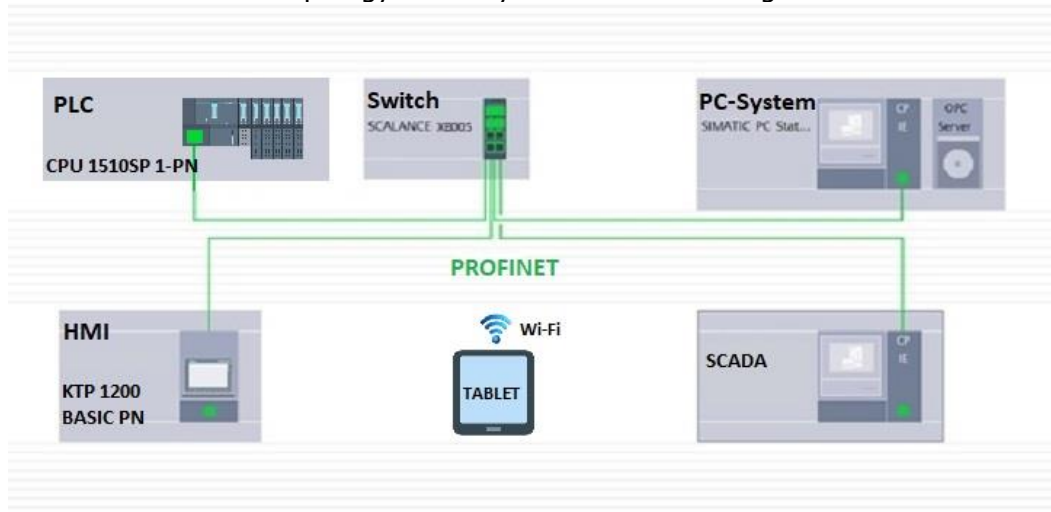 PLC
CPU 1510SP 1-PN
Switch
SCALANCE XB005
PC-System
SIMATIC PC Stat...
CP
IE
OPC
Server
PROFINET
HMI
KTP 1200
BASIC PN
Wi-Fi
TABLET
SCADA
CP
IE